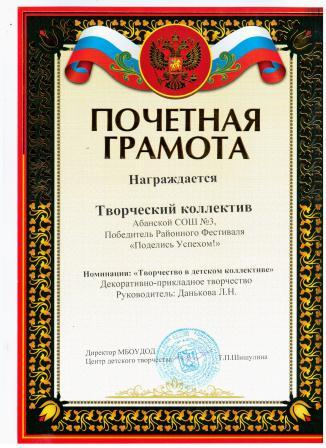 ПОЧЕТНАЯ
ГРАМОТА
Награждается
Творческий коллектив
Абанской СОШ №3,
Победитель Районного Фестиваля
«Поделись Успехом!»
Номинации: «Творчество в детском коллективе»
Декоративно-прикладное творчество
Руководитель: Данькова Л.Н.
Директор МБОУДОД
Центр детского творчества Т.П.Шишулина